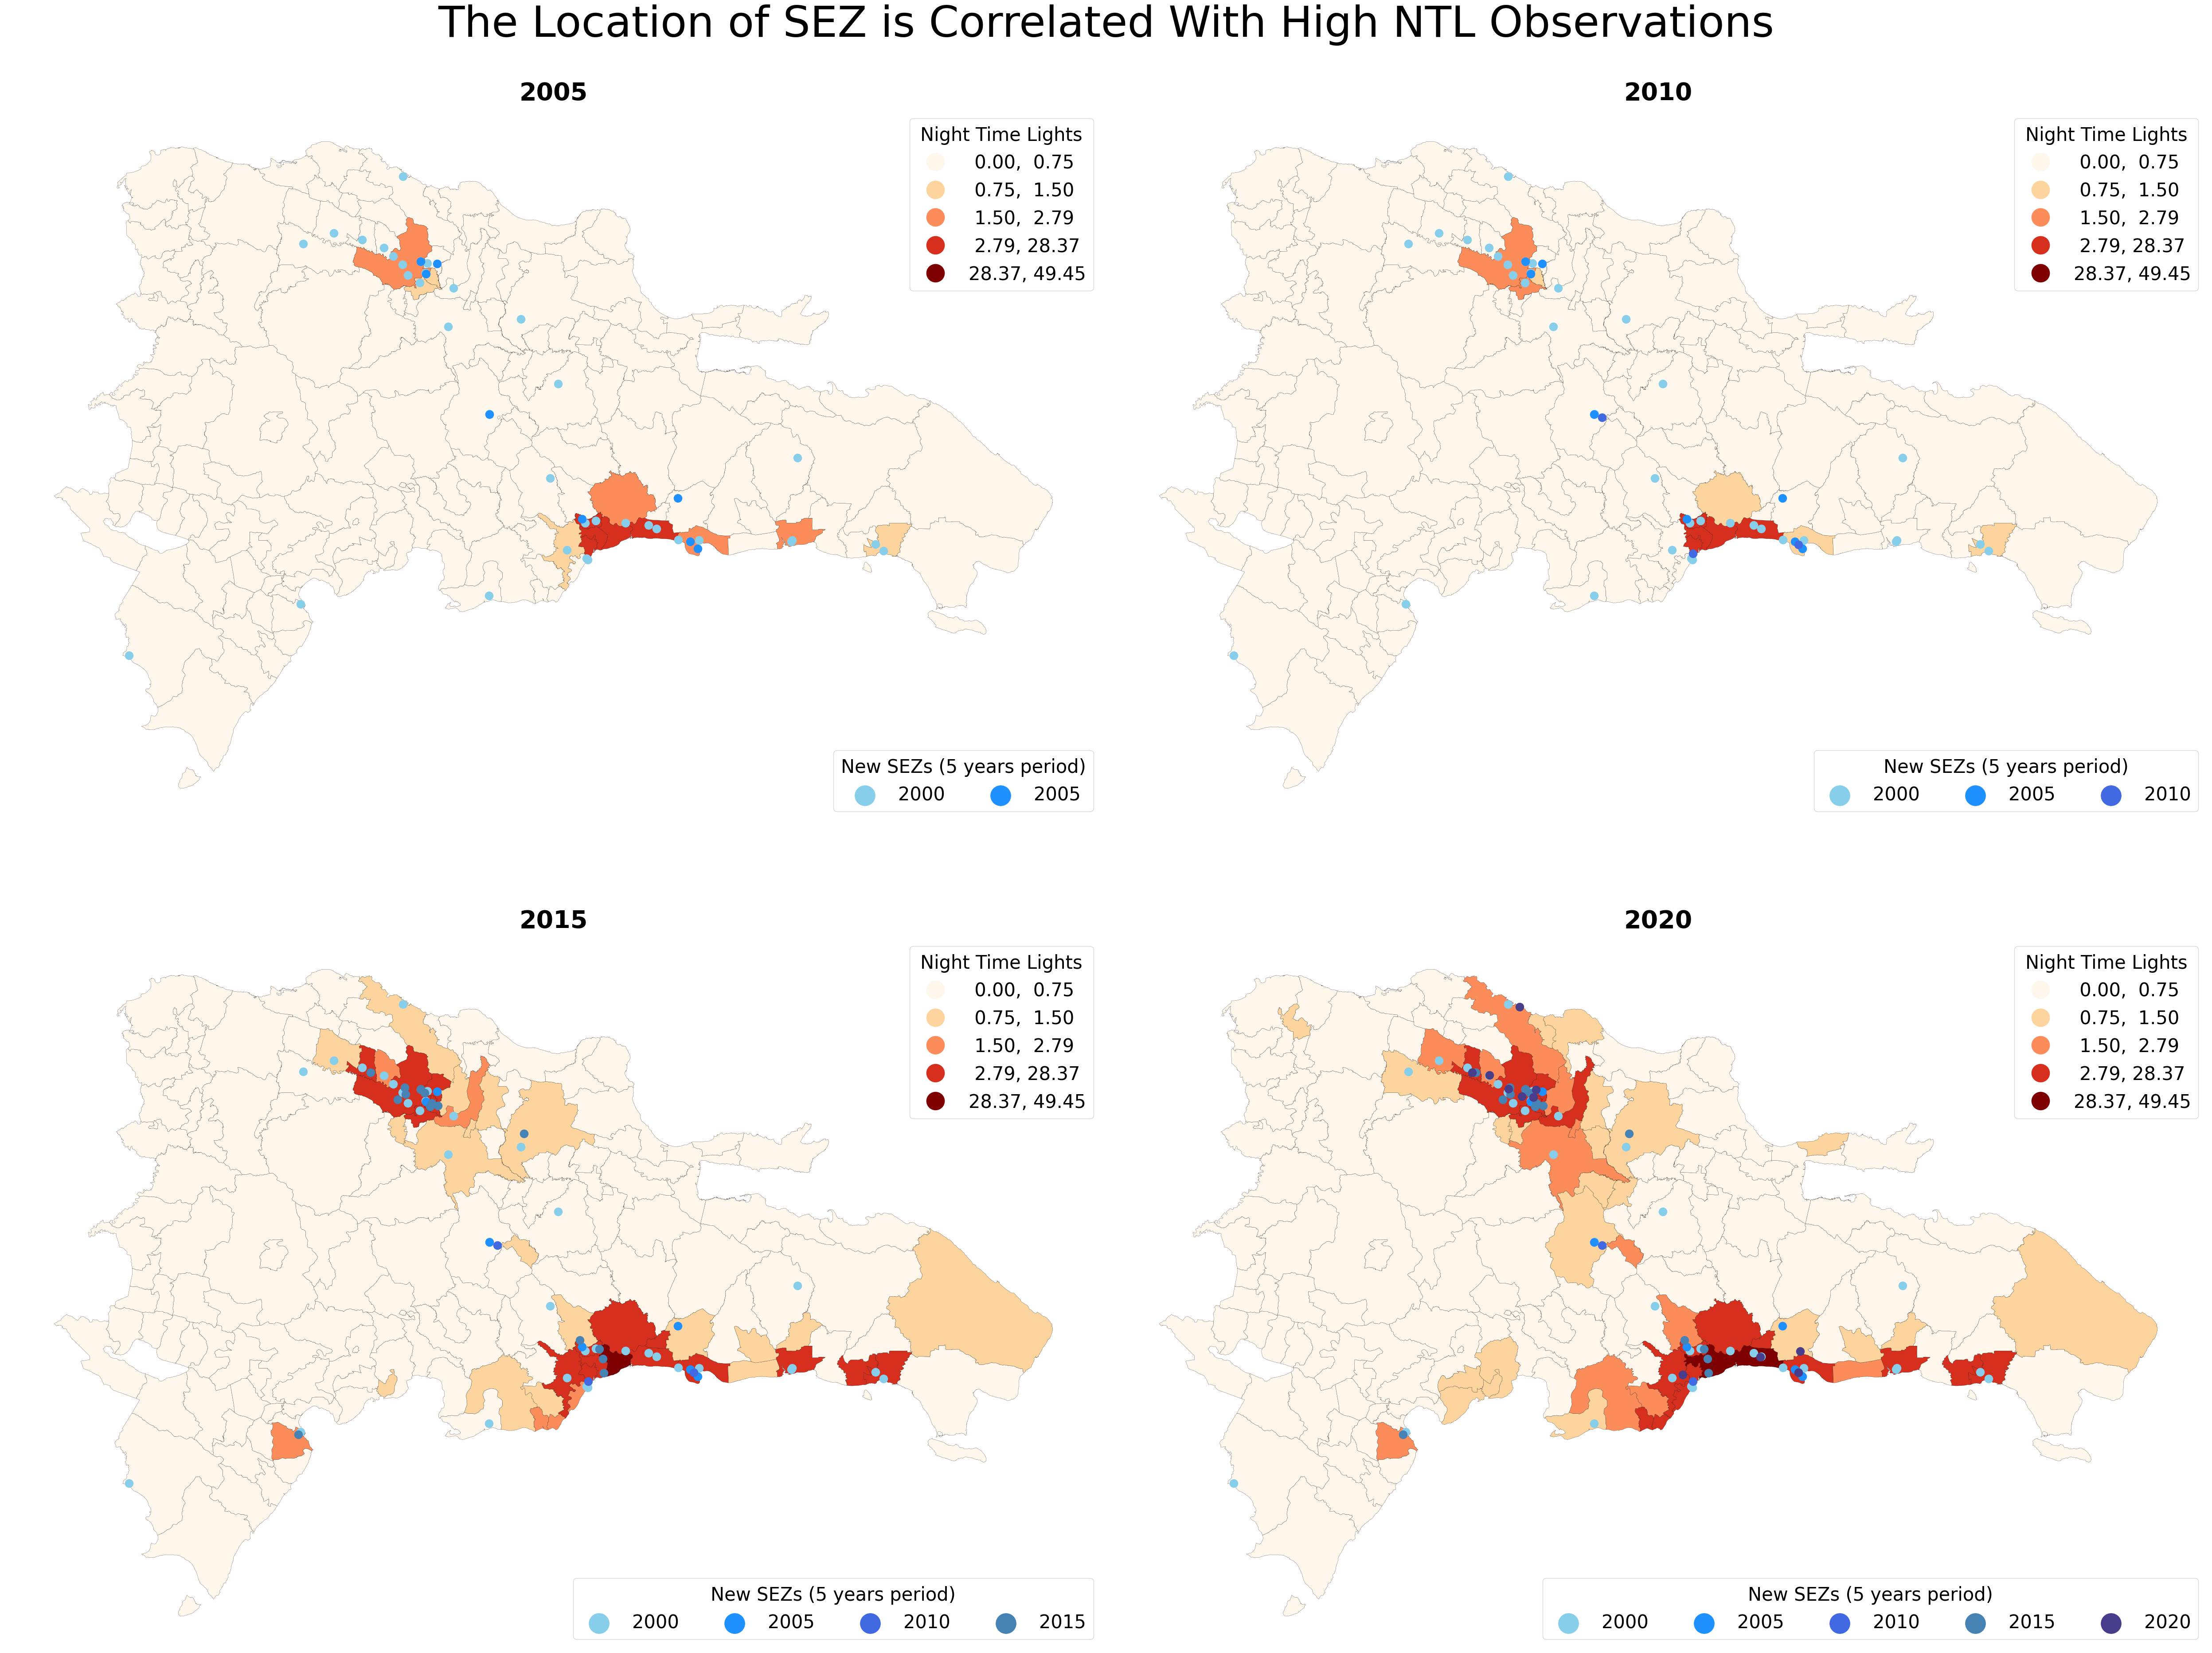 The Location of SEZ is Correlated With High NTL Observations
2005
Night Time Lights
0.00, 0.75
0.75, 1.50
1.50, 2.79
2.79, 28.37
28.37, 49.45
New SEZs (5 years period)
2000 2005
2010
Night Time Lights
0.00, 0.75
0.75, 1.50
1.50, 2.79
2.79, 28.37
28.37, 49.45
New SEZs (5 years period)
2000 2005 2010
2015
Night Time Lights
0.00, 0.75
0.75, 1.50
1.50, 2.79
2.79, 28.37
28.37, 49.45
New SEZs (5 years period)
2000 2005 2010 2015
2020
Night Time Lights
0.00, 0.75
0.75, 1.50
1.50, 2.79
2.79, 28.37
28.37, 49.45
New SEZs (5 years period)
2000 2005 2010 2015 2020